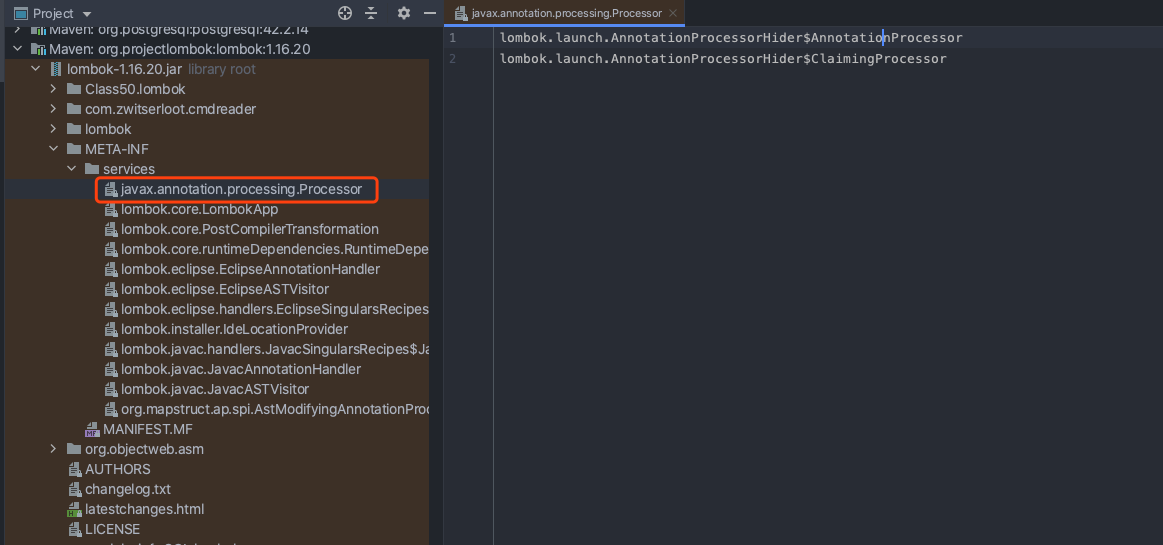 Project
javax.annotation.processing.Processor
Maven: org.postgresql:postgresql:42.2.14
Maven: org.projectlombok:lombok:1.16.20
lombok-1.16.20.jar library root
Class50.lombok
com.zwitserloot.cmdreader
lombok
META-INF
services
javax.annotation.processing.Processor
lombok.core.LombokApp
lombok.core.PostCompilerTransformation
lombok.core.runtimeDependencies.RuntimeDepe
lombok.eclipse.EclipseAnnotationHandler
lombok.eclipse.EclipseASTVisitor
lombok.eclipse.handlers.EclipseSingularsRecipes
lombok.installer.IdeLocationProvider
lombok.javac.handlers.JavacSingularsRecipes$Ja
lombok.javac.JavacAnnotationHandler
lombok.javac.JavacASTVisitor
org.mapstruct.ap.spi.AstModifyingAnnotationProc
MANIFEST.MF
org.objectweb.asm
AUTHORS
changelog.txt
latestchanges.html
LICENSE
1 lombok.launch.AnnotationProcessorHider$AnnotationProcessor
2 lombok.launch.AnnotationProcessorHider$ClaimingProcessor